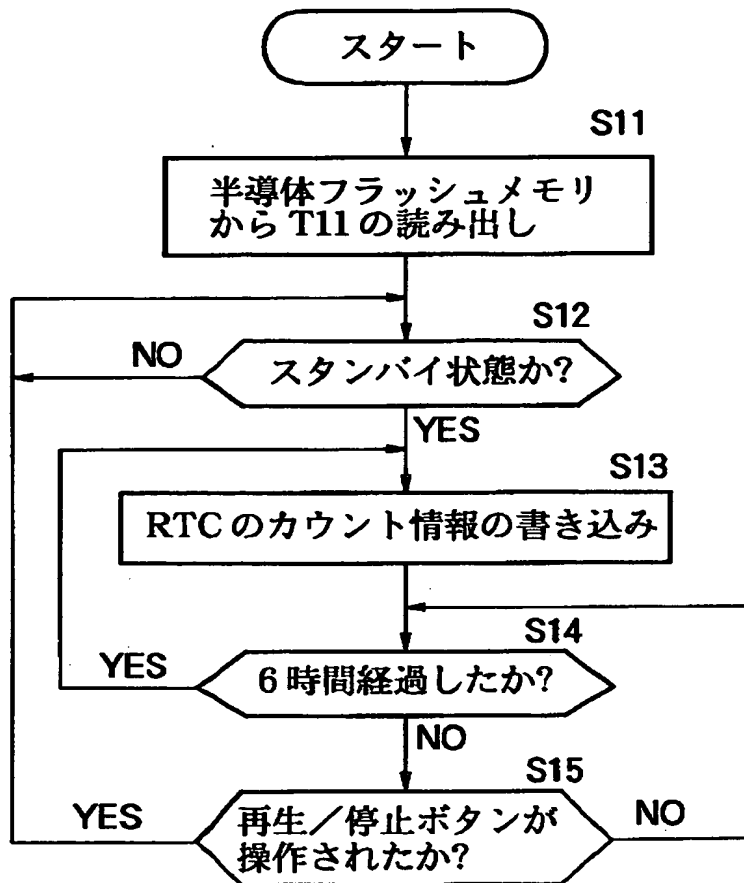 スタート
S11
半導体フラッシュメモリ
からT11の読み出し
S12
NO
スタンバイ状態か?
YES
S13
RTCのカウント情報の書き込み
S14
YES
6時間経過したか?
NO
S15
YES
再生／停止ボタンが
操作されたか?
NO